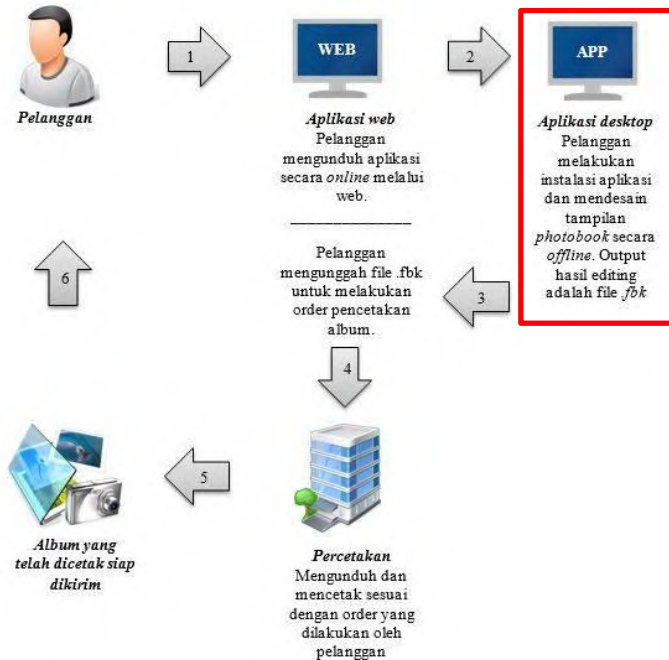 Pelanggan
1
WEB
Aplikasi web
Pelanggan
mengunduh aplikasi
secara online melalui
web.
Pelanggan
mengunggah file .fbk
untuk melakukan
order pencetakan
album.
2
APP
Aplikasi desktop
Pelanggan
melakukan
instalasi aplikasi
dan mendesain
tampilan
photobook secara
offline. Output
hasil editing
adalah file .fbk
3
4
Percetakan
Mengunduh dan
mencetak sesuai
dengan order yang
dilakukan oleh
pelanggan
5
Album yang
telah dicetak siap
dikirim
6